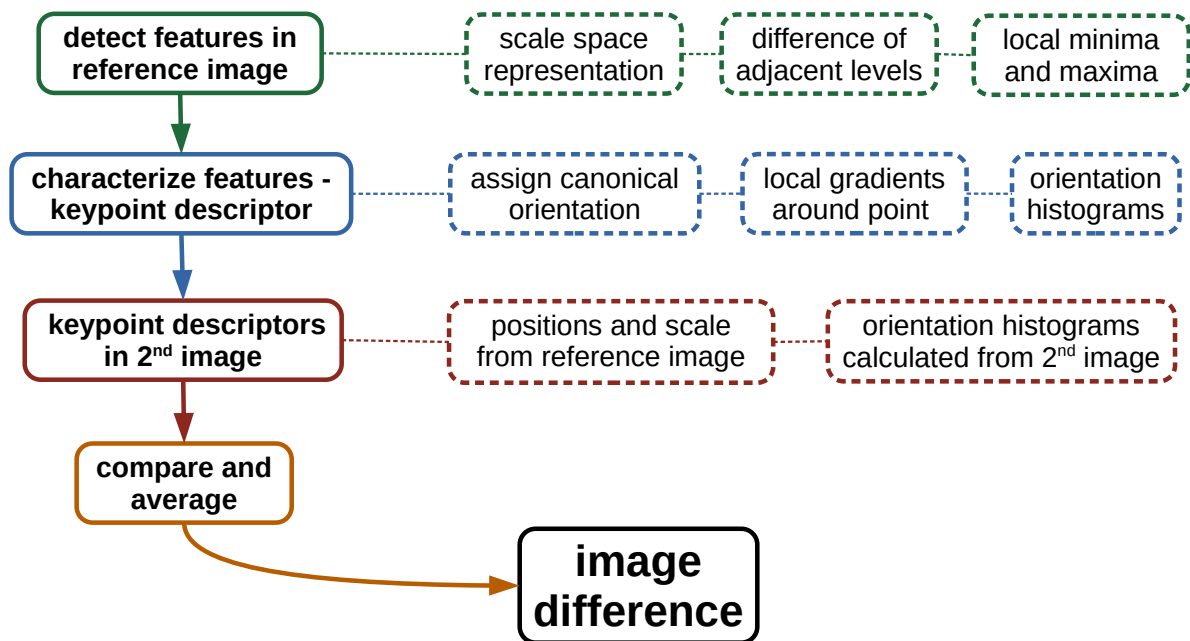 detect features in
reference image
scale space
representation
difference of
adjacent levels
local minima
and maxima
characterize features -
keypoint descriptor
assign canonical
orientation
local gradients
around point
orientation
histograms
keypoint descriptors
in 2nd image
positions and scale
from reference image
orientation histograms
calculated from 2nd image
compare and
average
image
difference